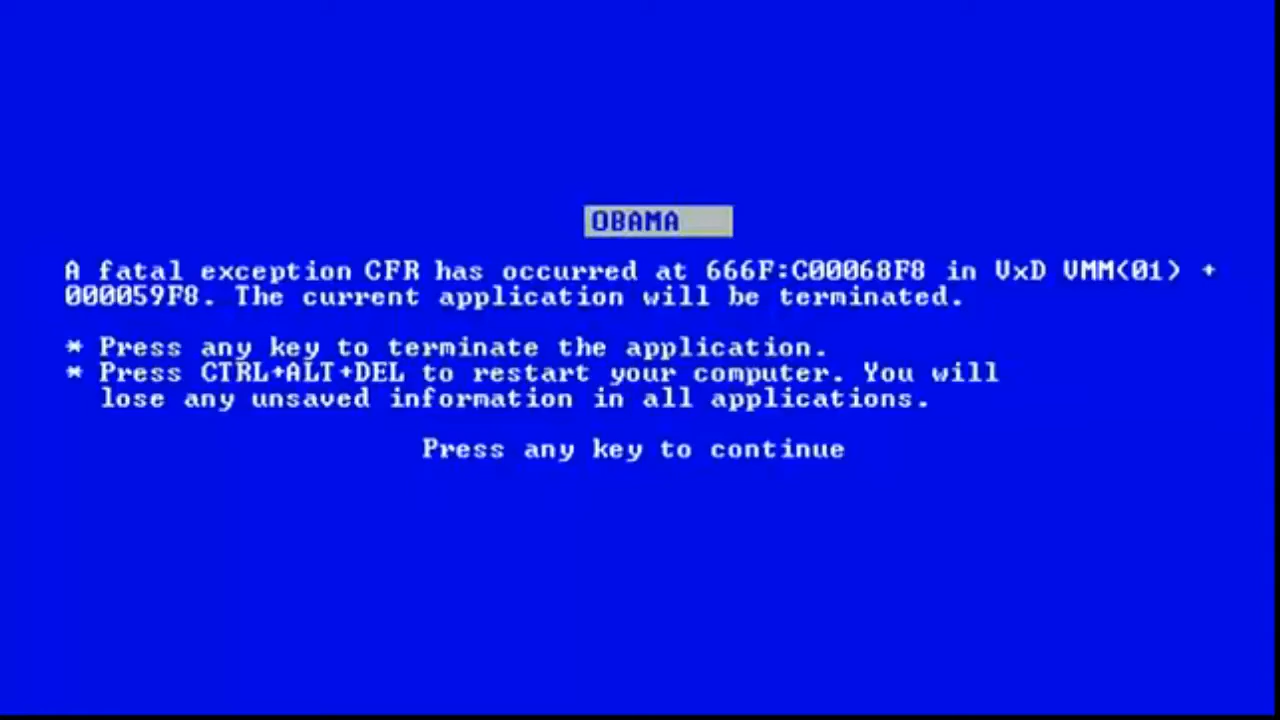 OBAMA
A fatal exception CFR has occurred at 666F:C00068F8 in VxD VMM(01) +
000059F8. The current application will be terminated.
* Press any key to terminate the application.
* Press CTRL+ALT+DEL to restart your computer. You will
lose any unsaved information in all applications.
Press any key to continue